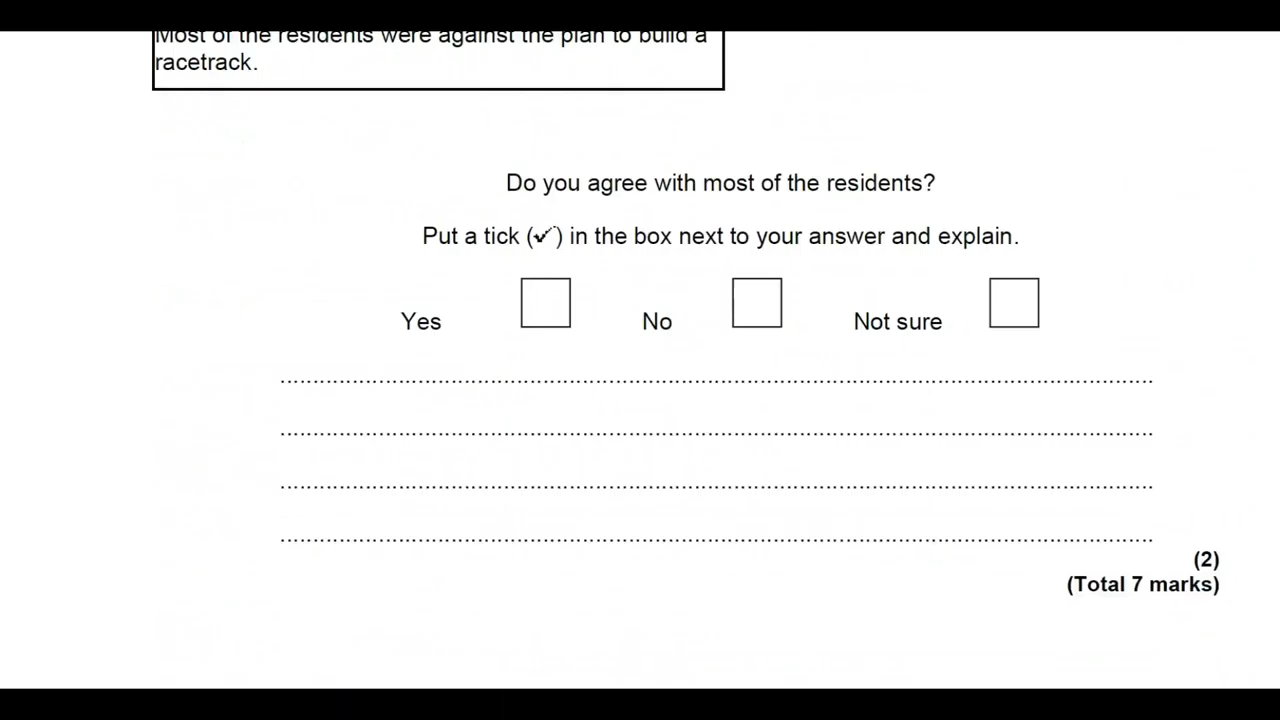 Most of the residents were against the plan to build a
racetrack.
Do you agree with most of the residents?
Put a tick (✓) in the box next to your answer and explain.
Yes No Not sure
(2)
(Total 7 marks)